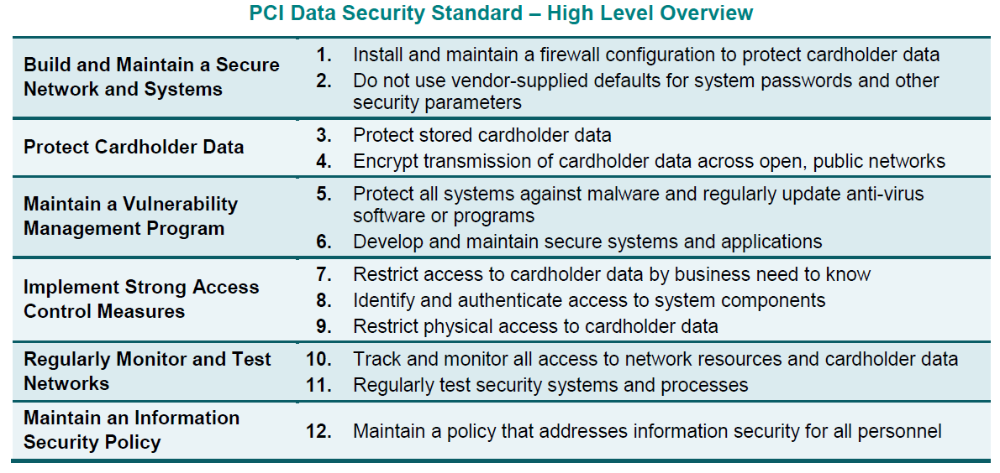 PCI Data Security Standard – High Level Overview
Build and Maintain a Secure
Network and Systems
1. Install and maintain a firewall configuration to protect cardholder data
2. Do not use vendor-supplied defaults for system passwords and other
security parameters
Protect Cardholder Data
3. Protect stored cardholder data
4. Encrypt transmission of cardholder data across open, public networks
Maintain a Vulnerability
Management Program
5. Protect all systems against malware and regularly update anti-virus
software or programs
6. Develop and maintain secure systems and applications
Implement Strong Access
Control Measures
7. Restrict access to cardholder data by business need to know
8. Identify and authenticate access to system components
9. Restrict physical access to cardholder data
Regularly Monitor and Test
Networks
10. Track and monitor all access to network resources and cardholder data
11. Regularly test security systems and processes
Maintain an Information
Security Policy
12. Maintain a policy that addresses information security for all personnel